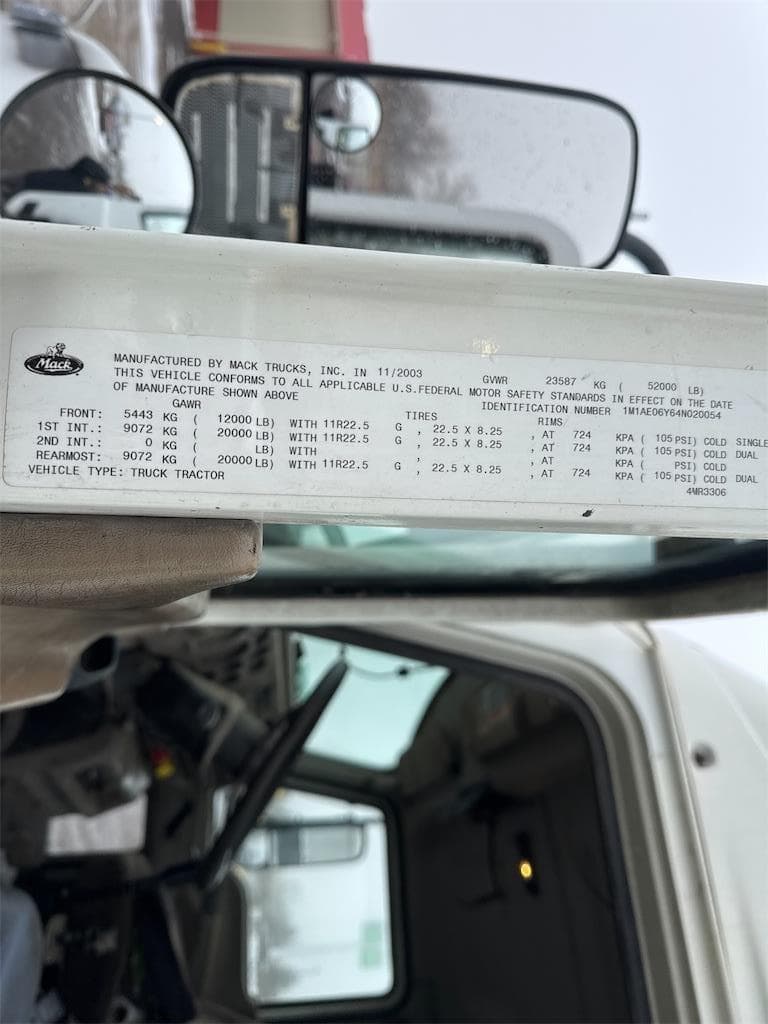 Mack
MANUFACTURED BY MACK TRUCKS, INC. IN 11/2003 GVWR 23587 KG ( 52000 LB)
THIS VEHICLE CONFORMS TO ALL APPLICABLE U.S.FEDERAL MOTOR SAFETY STANDARDS IN EFFECT ON THE DATE
OF MANUFACTURE SHOWN ABOVE IDENTIFICATION NUMBER 1M1AE06Y64N020054
GAWR TIRES RIMS
FRONT: 5443 KG ( 12000 LB) WITH 11R22.5 G , 22.5 X 8.25 , AT 724 KPA ( 105 PSI) COLD SINGLE
1ST INT.: 9072 KG ( 20000 LB) WITH 11R22.5 G , 22.5 X 8.25 , AT 724 KPA ( 105 PSI) COLD DUAL
2ND INT.: 0 KG ( LB) WITH , , AT KPA ( PSI) COLD
REARMOST: 9072 KG ( 20000 LB) WITH 11R22.5 G , 22.5 X 8.25 , AT 724 KPA ( 105 PSI) COLD DUAL
VEHICLE TYPE: TRUCK TRACTOR
4MR3306